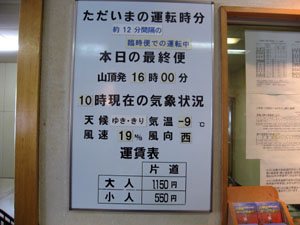 ただいまの運転時分
約12分間隔の
臨時便での運転中
本日の最終便
山頂発 16時00分
10時現在の気象状況
天候 ゆき・きり 気温 -9 ℃
風速 19 % 風向 西
運賃表
片道
大人 1,150円
小人 550円